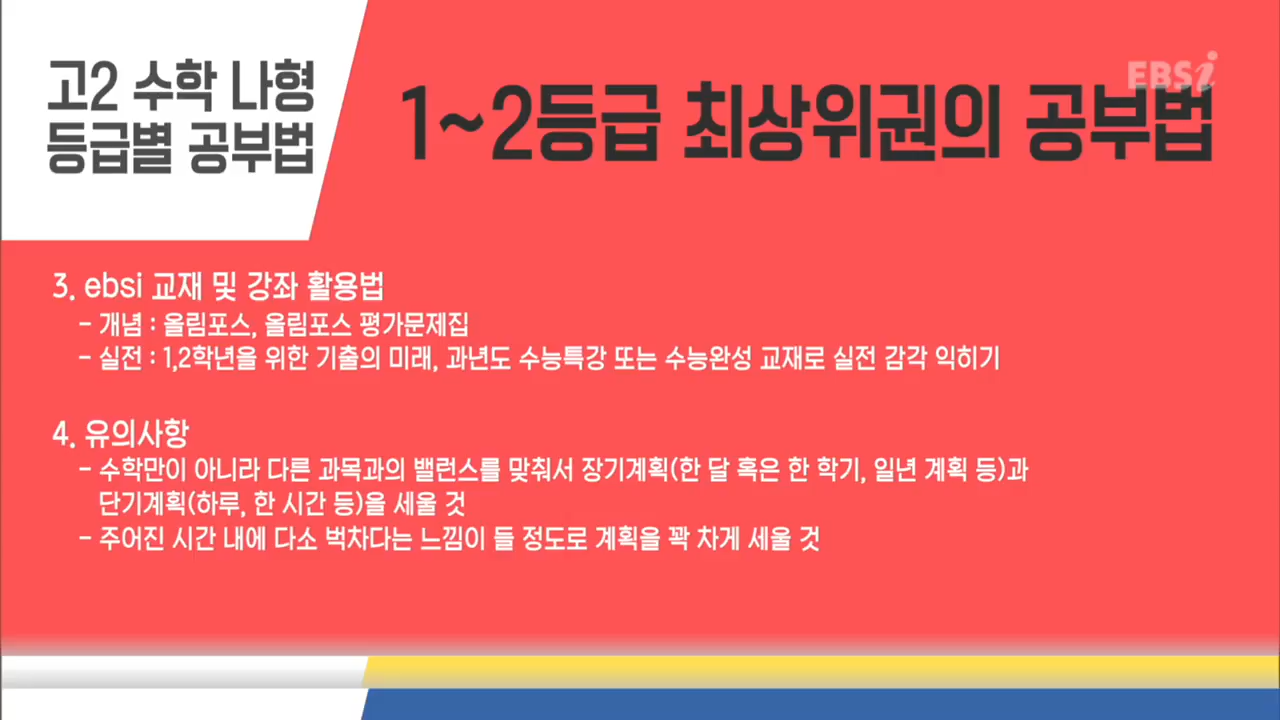 고2 수학 나형
등급별 공부법
EBSi
1~2등급 최상위권의 공부법
3. ebsi 교재 및 강좌 활용법
- 개념 : 올림포스, 올림포스 평가문제집
- 실전 : 1,2학년을 위한 기출의 미래, 과년도 수능특강 또는 수능완성 교재로 실전 감각 익히기
4. 유의사항
- 수학만이 아니라 다른 과목과의 밸런스를 맞춰서 장기계획(한 달 혹은 한 학기, 일년 계획 등)과
단기계획(하루, 한 시간 등)을 세울 것
- 주어진 시간 내에 다소 벅차다는 느낌이 들 정도로 계획을 꽉 차게 세울 것